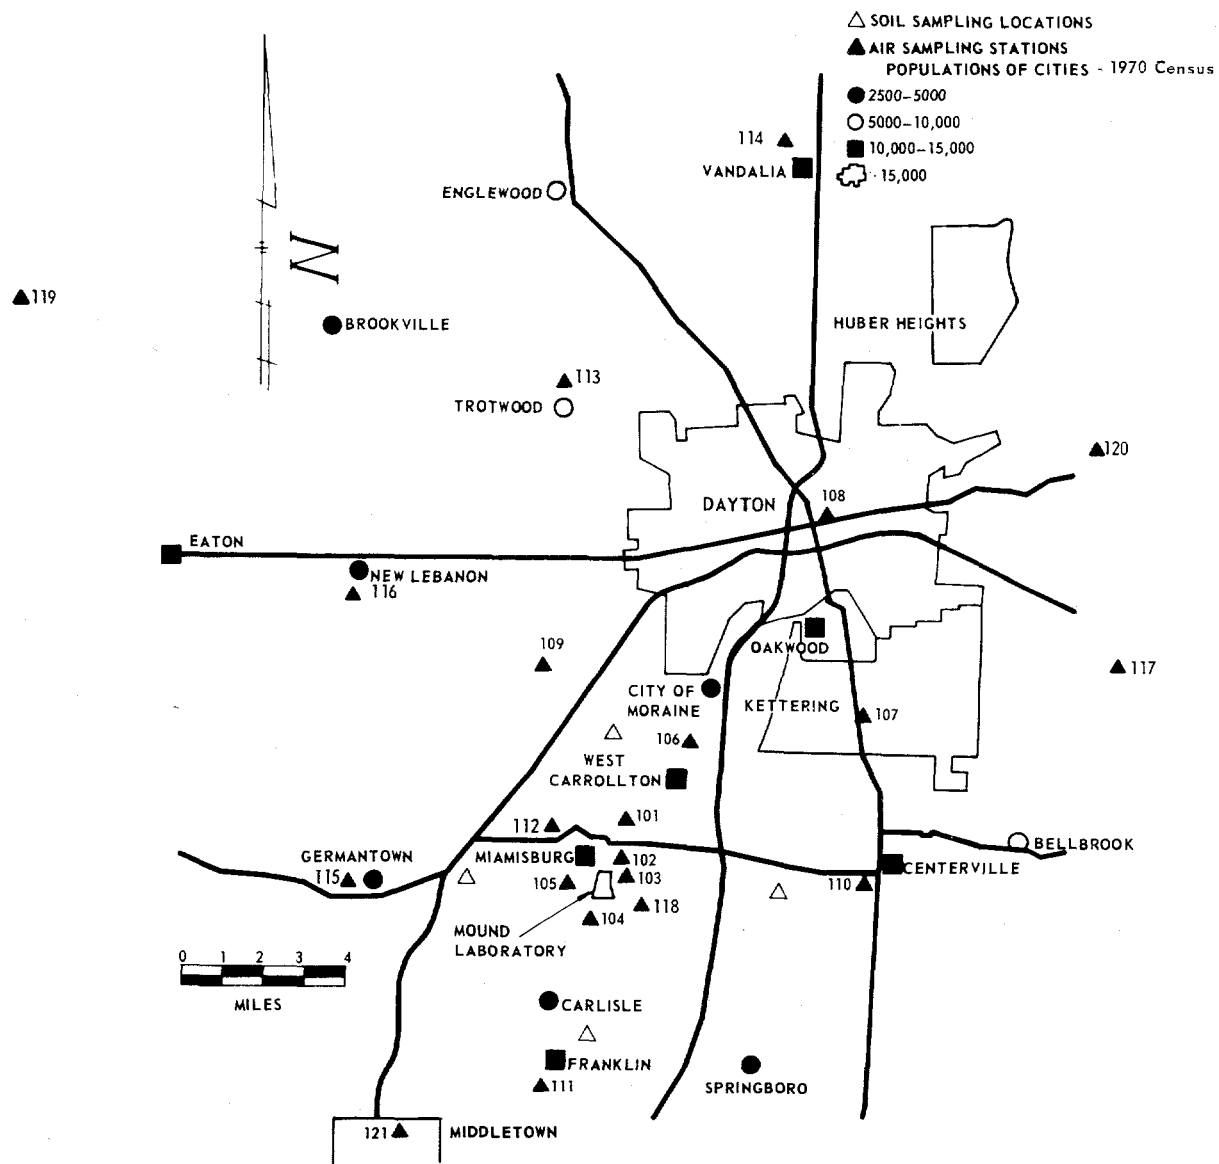 SOIL SAMPLING LOCATIONS
AIR SAMPLING STATIONS
POPULATIONS OF CITIES - 1970 Census
2500-5000
5000-10,000
10,000-15,000
- 15,000
114
VANDALIA
ENGLEWOOD
N
119
BROOKVILLE
HUBER HEIGHTS
113
TROTWOOD
120
DAYTON
108
EATON
NEW LEBANON
116
OAKWOOD
109
117
CITY OF
MORAINE
KETTERING
107
106
WEST
CARROLLTON
101
112
BELLBROOK
GERMANTOWN
MIAMISBURG
102
CENTERVILLE
115
105
103
110
118
104
MOUND
LABORATORY
0 1 2 3 4
MILES
CARLISLE
FRANKLIN
SPRINGBORO
111
121
MIDDLETOWN